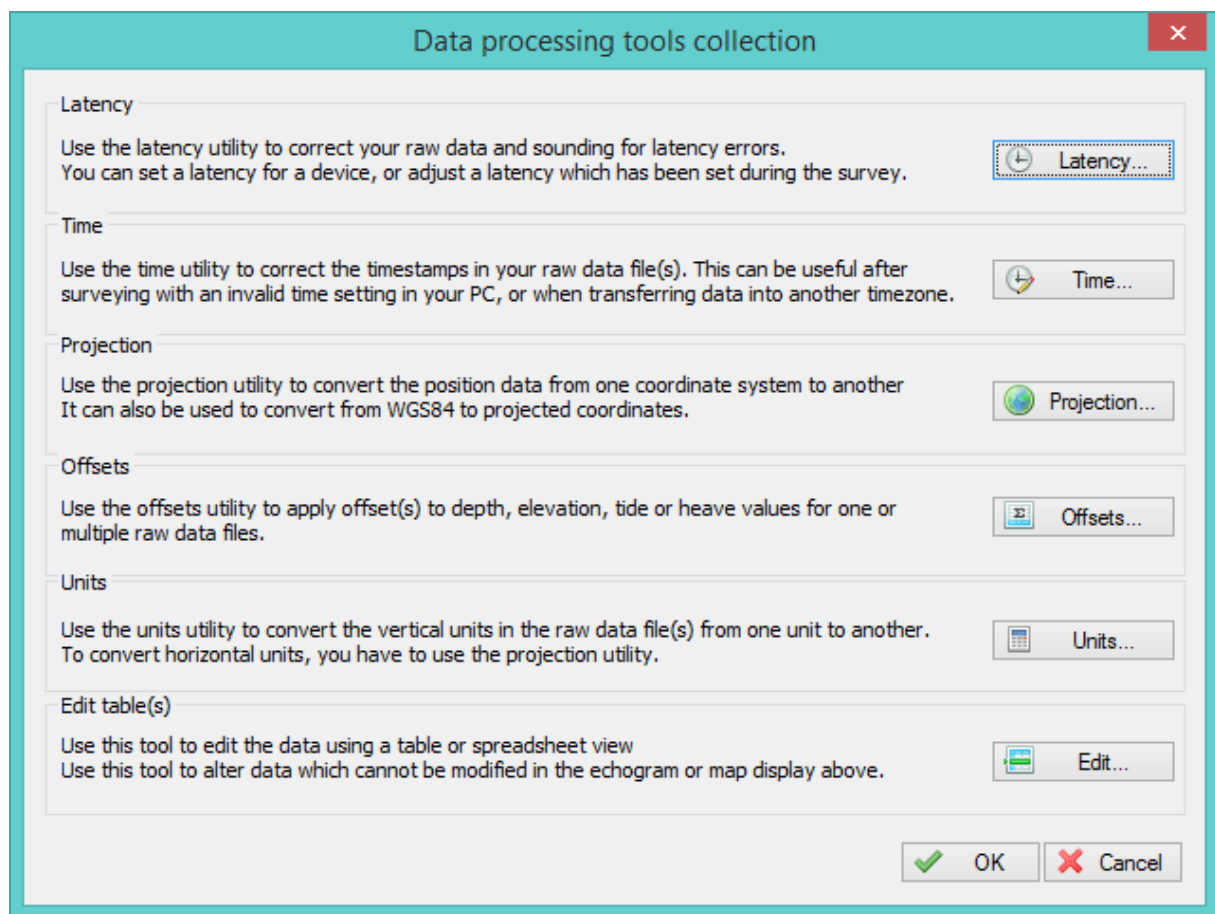 Data processing tools collection
Latency
Use the latency utility to correct your raw data and sounding for latency errors.
You can set a latency for a device, or adjust a latency which has been set during the survey.
Latency...
Time
Use the time utility to correct the timestamps in your raw data file(s). This can be useful after
surveying with an invalid time setting in your PC, or when transferring data into another timezone.
Time...
Projection
Use the projection utility to convert the position data from one coordinate system to another
It can also be used to convert from WGS84 to projected coordinates.
Projection...
Offsets
Use the offsets utility to apply offset(s) to depth, elevation, tide or heave values for one or
multiple raw data files.
Offsets...
Units
Use the units utility to convert the vertical units in the raw data file(s) from one unit to another.
To convert horizontal units, you have to use the projection utility.
Units...
Edit table(s)
Use this tool to edit the data using a table or spreadsheet view
Use this tool to alter data which cannot be modified in the echogram or map display above.
Edit...
OK
Cancel